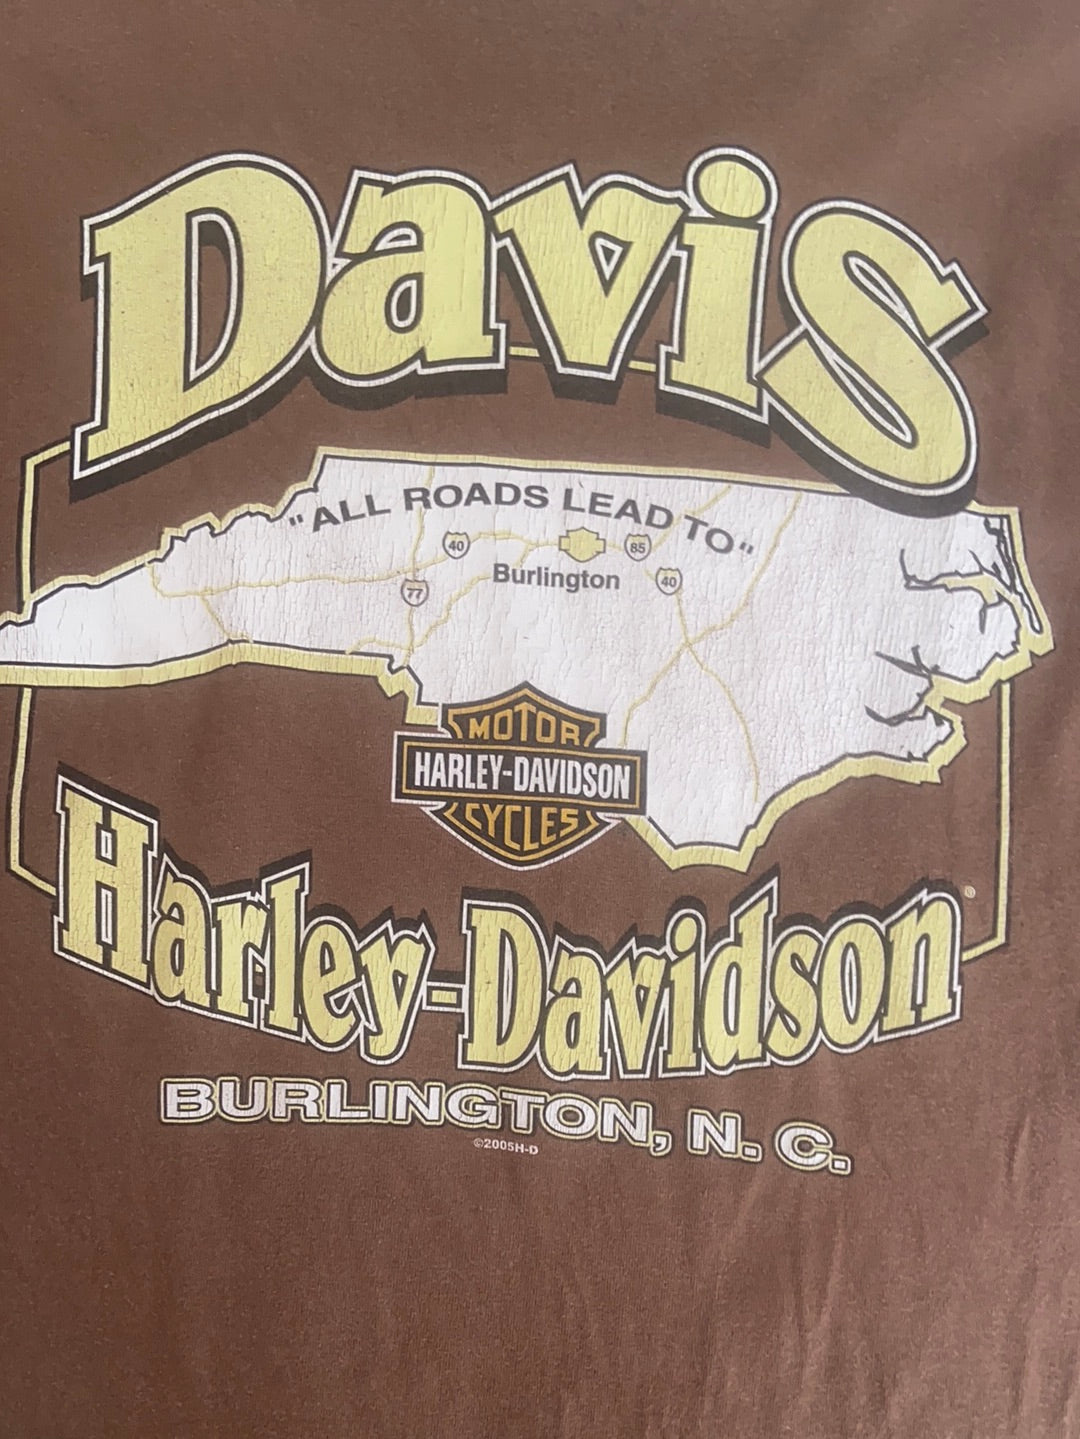 Davis
"ALL ROADS LEAD TO"
40
85
Burlington
40
77
MOTOR
HARLEY-DAVIDSON
CYCLES
Harley-Davidson®
BURLINGTON, N. C.
©2005H-D